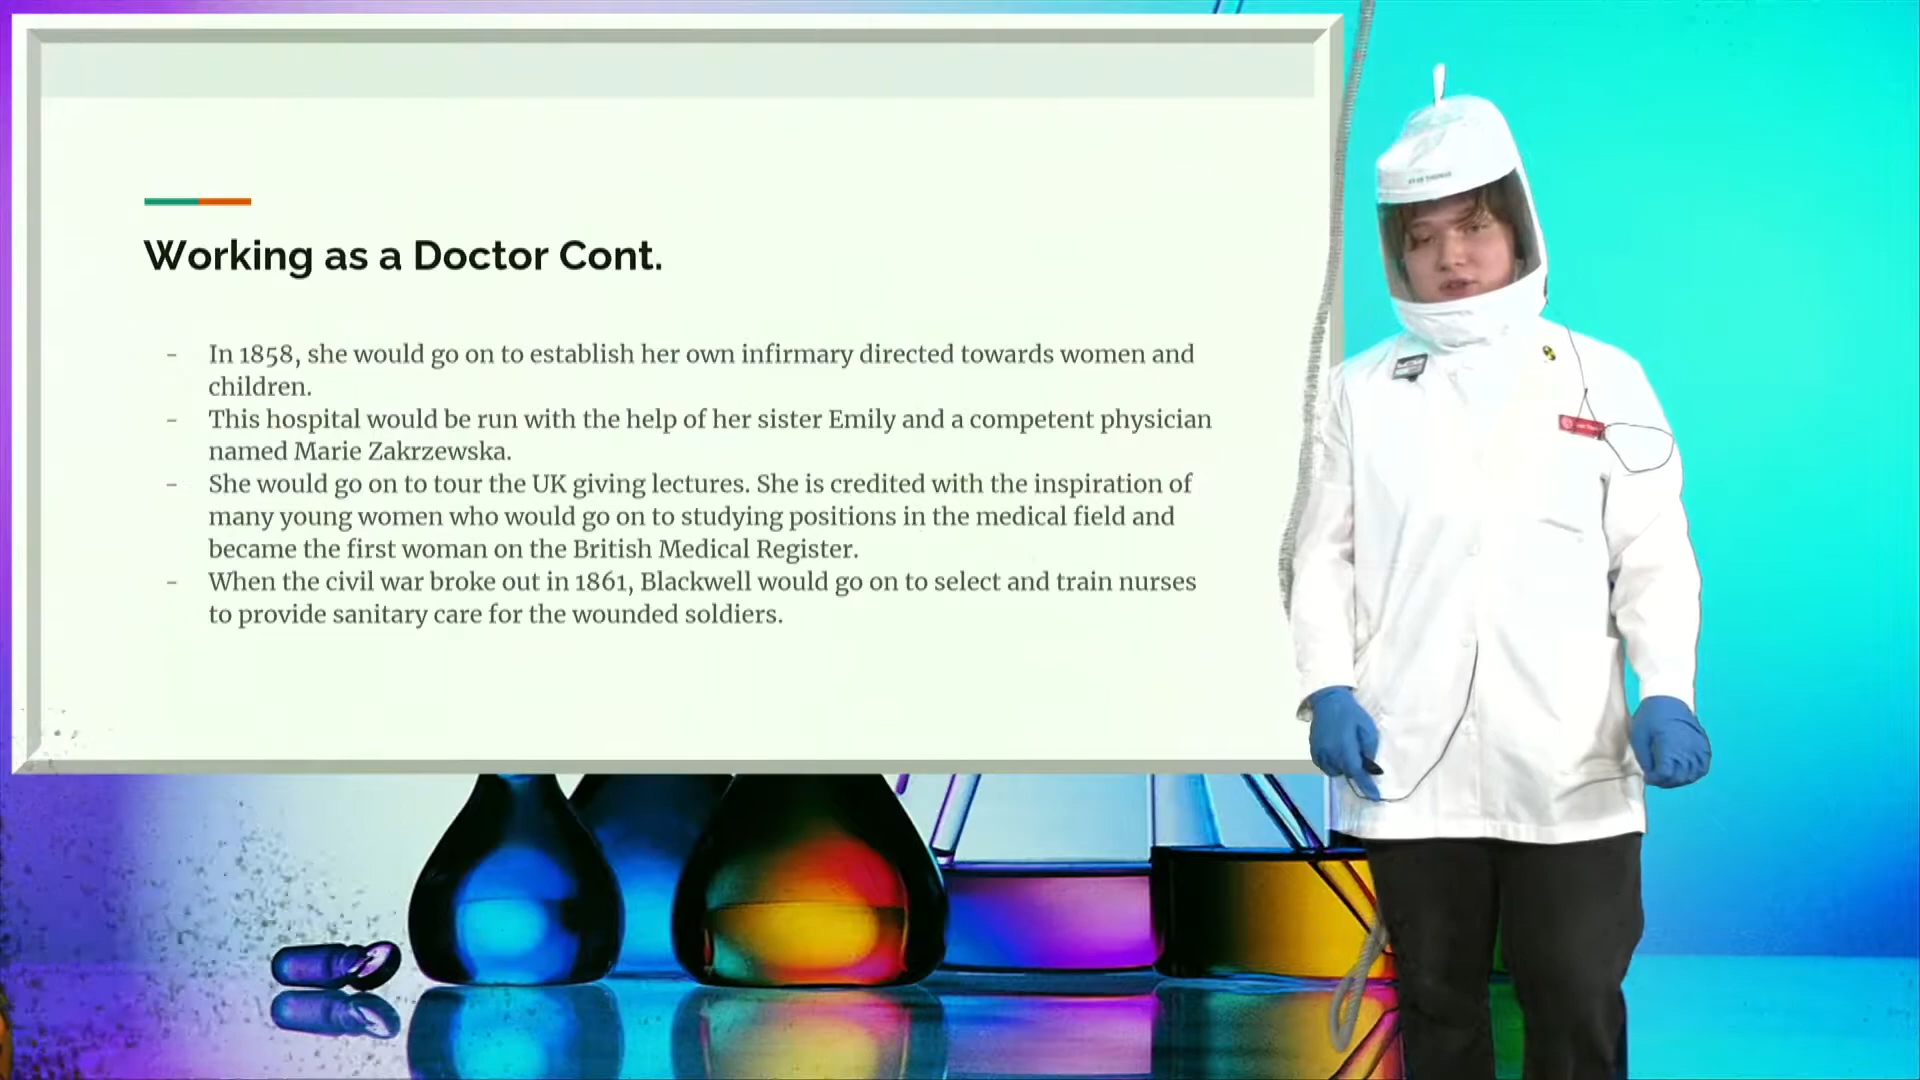 Working as a Doctor Cont.
- In 1858, she would go on to establish her own infirmary directed towards women and
children.
- This hospital would be run with the help of her sister Emily and a competent physician
named Marie Zakrzewska.
- She would go on to tour the UK giving lectures. She is credited with the inspiration of
many young women who would go on to studying positions in the medical field and
became the first woman on the British Medical Register.
- When the civil war broke out in 1861, Blackwell would go on to select and train nurses
to provide sanitary care for the wounded soldiers.